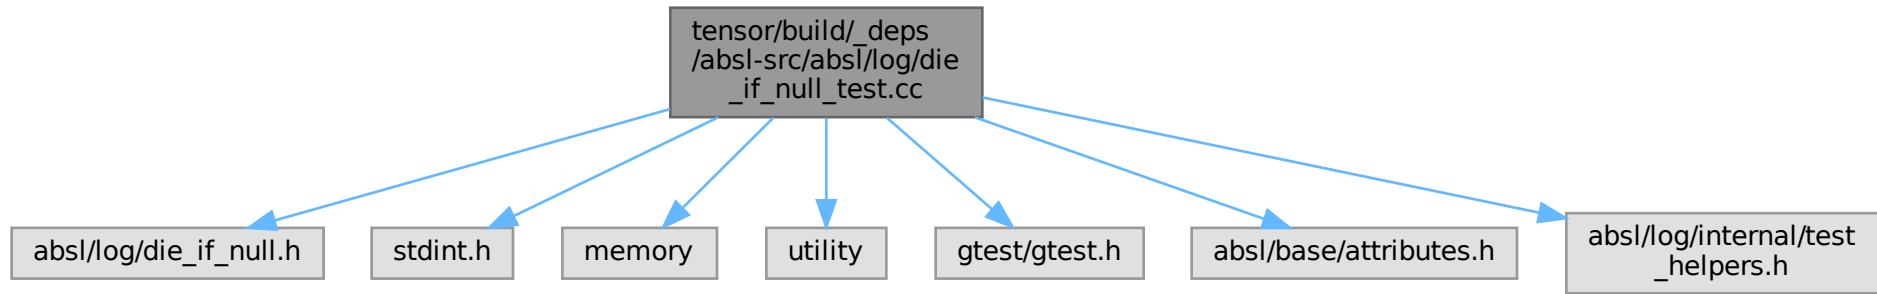 tensor/build/_deps
/absl-src/absl/log/die
_if_null_test.cc
absl/log/die_if_null.h
stdint.h
memory
utility
gtest/gtest.h
absl/base/attributes.h
absl/log/internal/test
_helpers.h